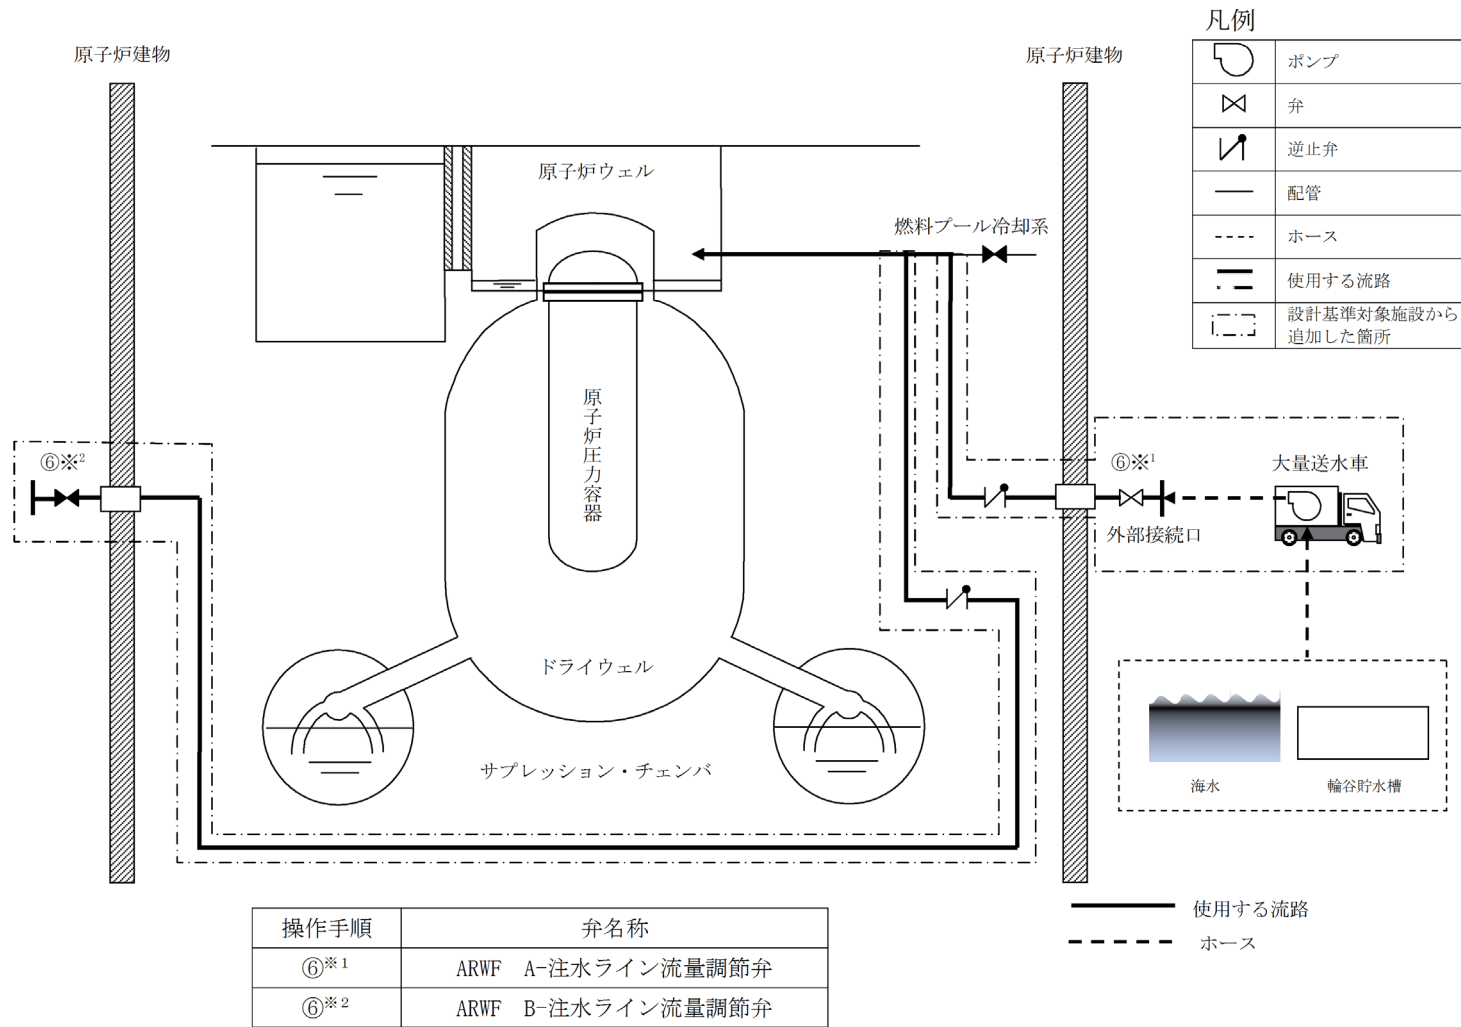 凡例
原子炉建物
原子炉建物
ポンプ
弁
逆止弁
配管
ホース
使用する流路
設計基準対象施設から
追加した箇所
原子炉ウェル
燃料プール冷却系
原子炉圧力容器
⑥※2
⑥※1
大量送水車
外部接続口
ドライウェル
サプレッション・チェンバ
海水
輪谷貯水槽
使用する流路
ホース
操作手順 弁名称
⑥※1 ARWF A-注水ライン流量調節弁
⑥※2 ARWF B-注水ライン流量調節弁